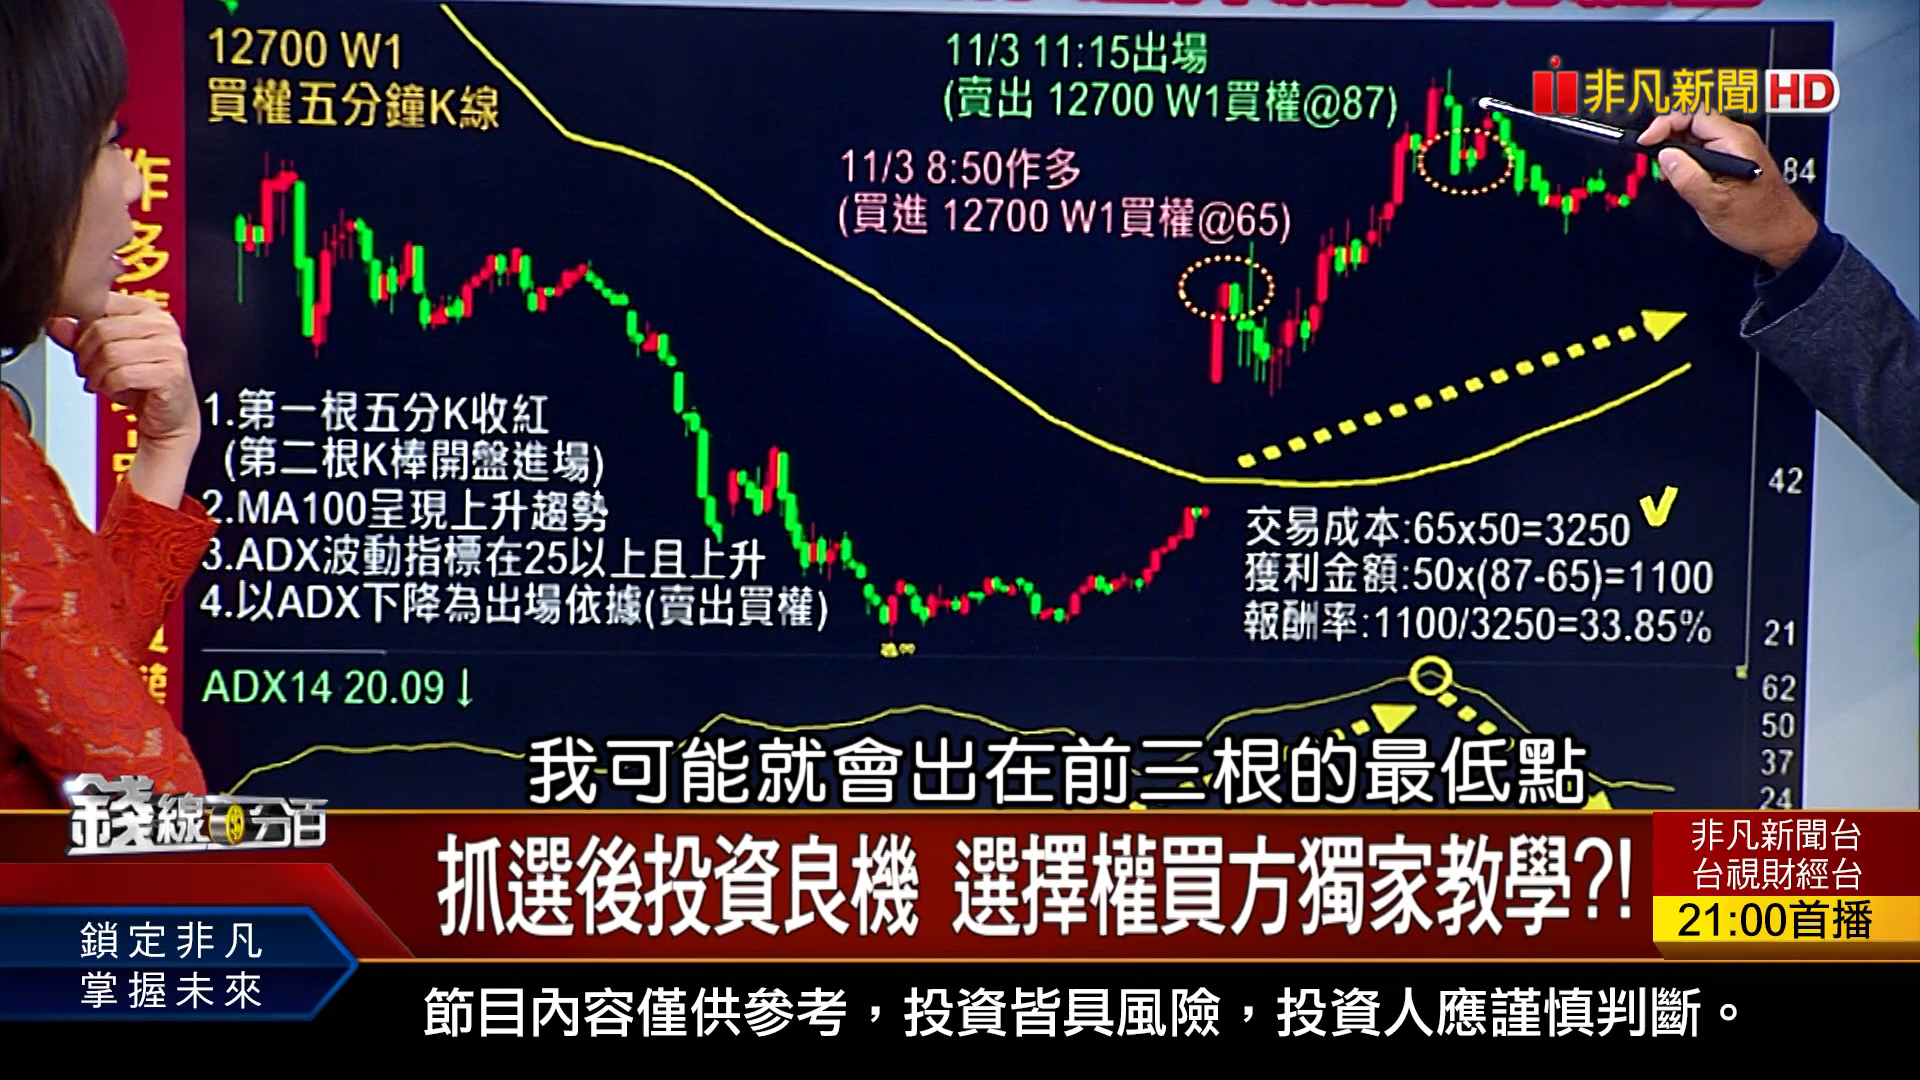 12700 W1
買權五分鐘K線
11/3 11:15出場
(賣出 12700 W1買權@87)
非凡新聞HD
11/3 8:50作多
(買進 12700 W1買權@65)
84
作多
1.第一根五分K收紅
(第二根K棒開盤進場)
2.MA100呈現上升趨勢
3.ADX波動指標在25以上且上升
4.以ADX下降為出場依據(賣出買權)
42
交易成本:65x50=3250
獲利金額:50x(87-65)=1100
報酬率:1100/3250=33.85%
21
ADX14 20.09↓
62
50
37
24
我可能就會出在前三根的最低點
錢線百分百
抓選後投資良機 選擇權買方獨家教學?!
非凡新聞台
台視財經台
21:00首播
鎖定非凡
掌握未來
節目內容僅供參考，投資皆具風險，投資人應謹慎判斷。